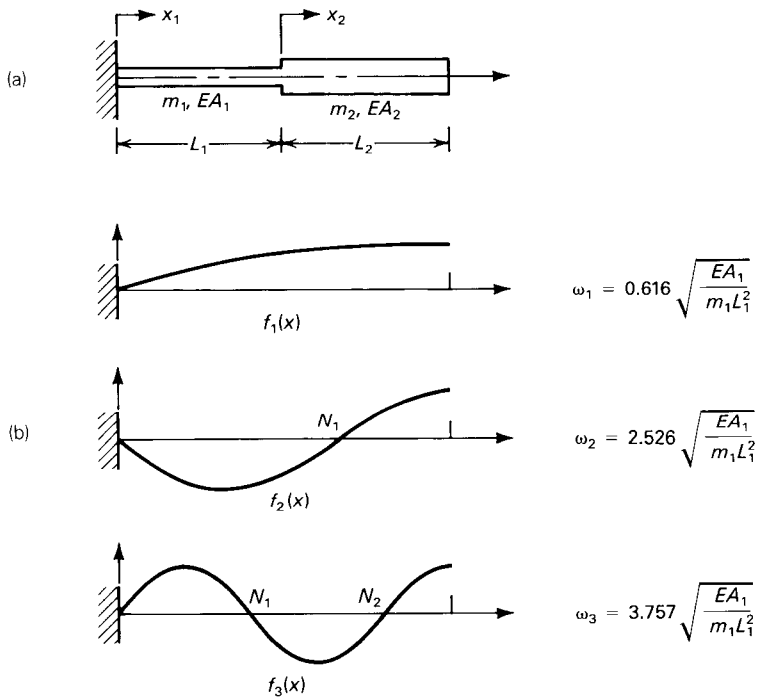 x₁ x₂
(a)
m₁, EA₁ m₂, EA₂
L₁ L₂
f₁(x)
ω₁ = 0.616 √(EA₁ / m₁L₁²)
(b)
N₁
f₂(x)
ω₂ = 2.526 √(EA₁ / m₁L₁²)
N₁ N₂
f₃(x)
ω₃ = 3.757 √(EA₁ / m₁L₁²)